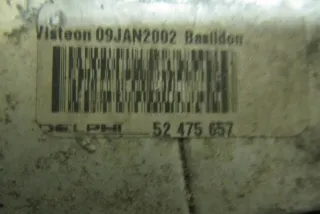 Visteon 09JAN2002 Basildon
DELPHI 52 475 657